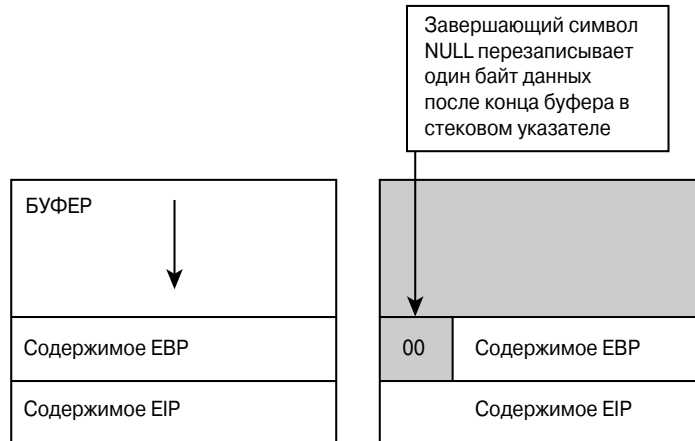 Завершающий символ
NULL перезаписывает
один байт данных
после конца буфера в
стековом указателе
БУФЕР
Содержимое EBP
00
Содержимое EBP
Содержимое EIP
Содержимое EIP